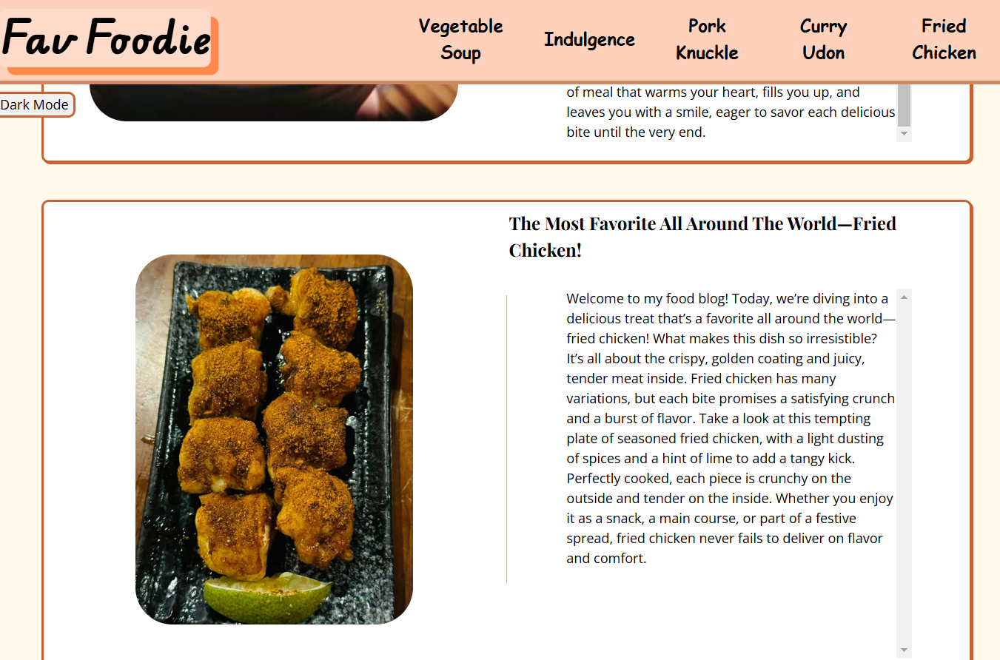 Fav Foodie
Vegetable
Soup
Indulgence
Pork
Knuckle
Curry
Udon
Fried
Chicken
Dark Mode
of meal that warms your heart, fills you up, and
leaves you with a smile, eager to savor each delicious
bite until the very end.
The Most Favorite All Around The World—Fried
Chicken!
Welcome to my food blog! Today, we’re diving into a
delicious treat that’s a favorite all around the world—
fried chicken! What makes this dish so irresistible?
It’s all about the crispy, golden coating and juicy,
tender meat inside. Fried chicken has many
variations, but each bite promises a satisfying crunch
and a burst of flavor. Take a look at this tempting
plate of seasoned fried chicken, with a light dusting
of spices and a hint of lime to add a tangy kick.
Perfectly cooked, each piece is crunchy on the
outside and tender on the inside. Whether you enjoy
it as a snack, a main course, or part of a festive
spread, fried chicken never fails to deliver on flavor
and comfort.